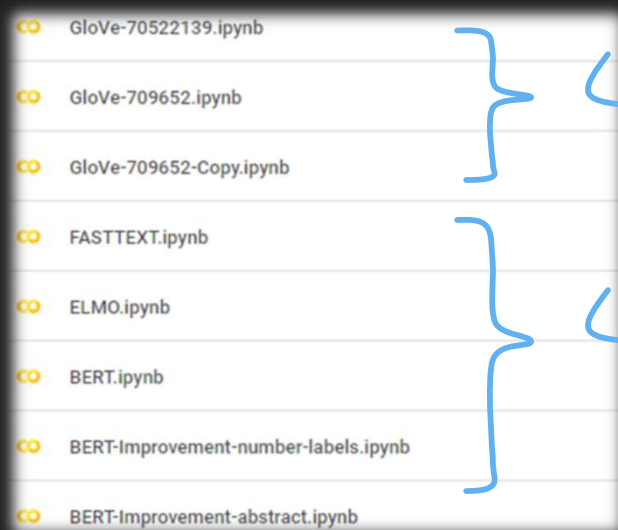 GloVe-70522139.ipynb
GloVe-709652.ipynb
GloVe-709652-Copy.ipynb
FASTTEXT.ipynb
ELMO.ipynb
BERT.ipynb
BERT-Improvement-number-labels.ipynb
BERT-Improvement-abstract.ipynb